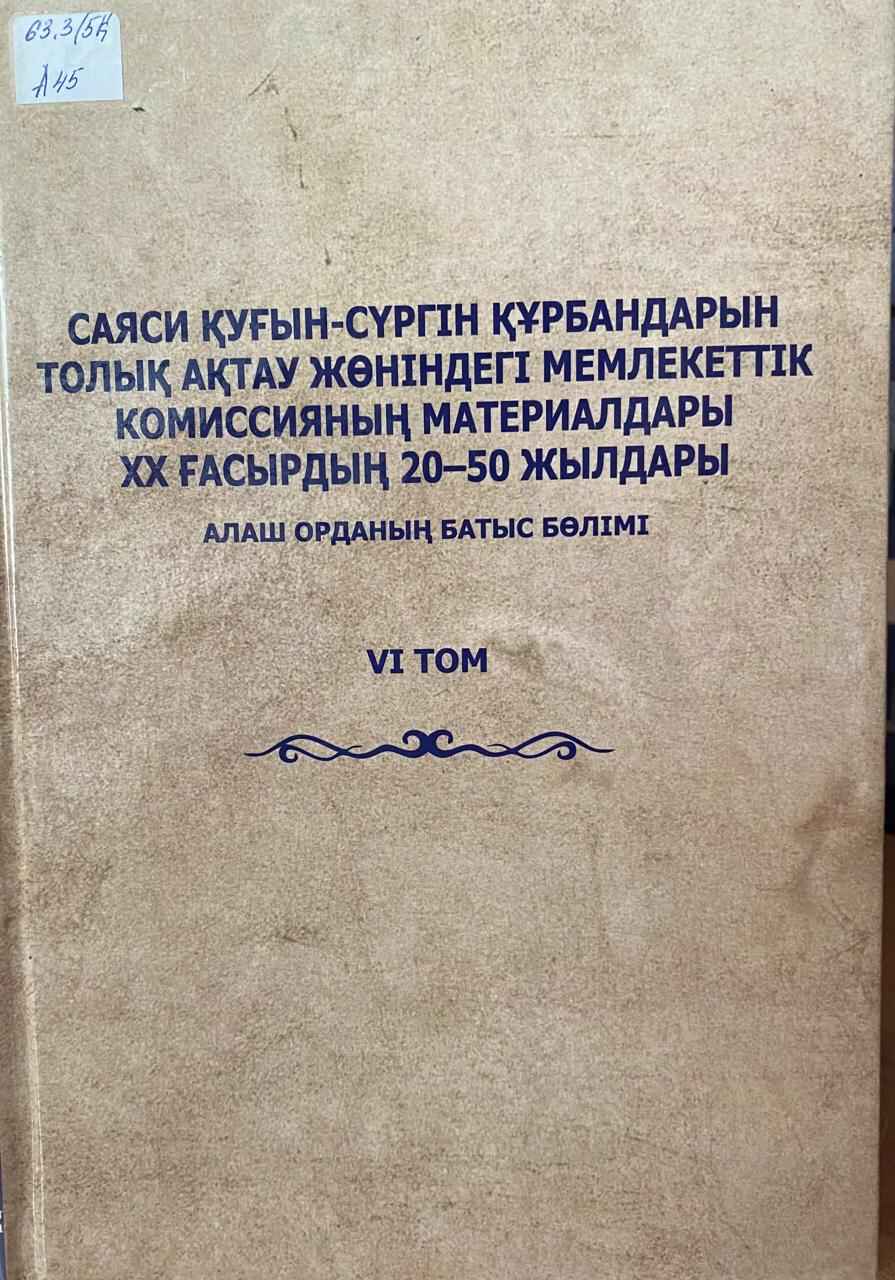 63.3/5Қ
А45
САЯСИ ҚУҒЫН-СҮРГІН ҚҰРБАНДАРЫН
ТОЛЫҚ АҚТАУ ЖӨНІНДЕГІ МЕМЛЕКЕТТІК
КОМИССИЯНЫҢ МАТЕРИАЛДАРЫ
XX ҒАСЫРДЫҢ 20–50 ЖЫЛДАРЫ
АЛАШ ОРДАНЫҢ БАТЫС БӨЛІМІ
VI ТОМ